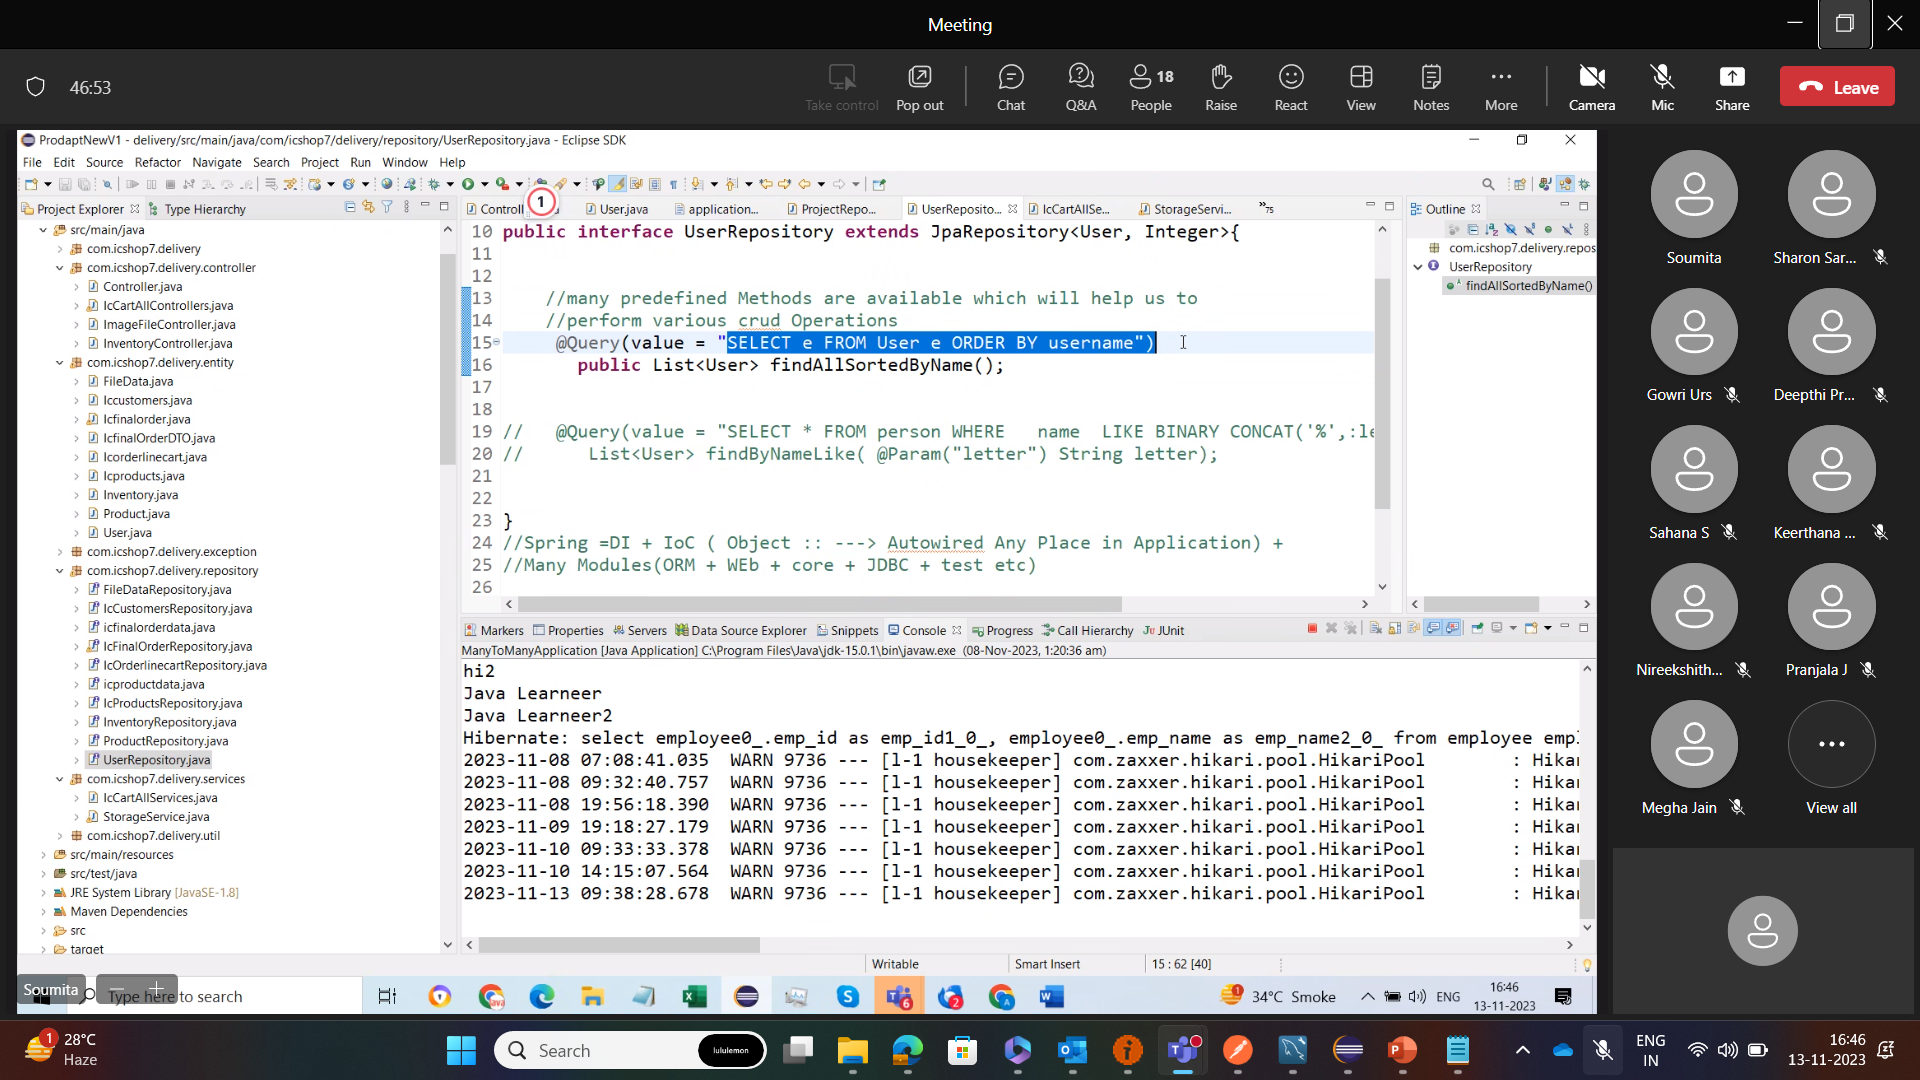 Meeting
46:53
Take control
Pop out
Chat
Q&A
18
People
Raise
React
View
Notes
More
Camera
Mic
Share
Leave
ProdaptNewV1 - delivery/src/main/java/com/icshop7/delivery/repository/UserRepository.java - Eclipse SDK
File Edit Source Refactor Navigate Search Project Run Window Help
1
Project Explorer
Type Hierarchy
src/main/java
com.icshop7.delivery
com.icshop7.delivery.controller
Controller.java
IcCartAllControllers.java
ImageFileController.java
InventoryController.java
com.icshop7.delivery.entity
FileData.java
Iccustomers.java
Icfinalorder.java
IcfinalOrderDTO.java
Icorderlinecart.java
Icproducts.java
Inventory.java
Product.java
User.java
com.icshop7.delivery.exception
com.icshop7.delivery.repository
FileDataRepository.java
IcCustomersRepository.java
icfinalorderdata.java
IcFinalOrderRepository.java
IcOrderlinecartRepository.java
icproductdata.java
IcProductsRepository.java
InventoryRepository.java
ProductRepository.java
UserRepository.java
com.icshop7.delivery.services
IcCartAllServices.java
StorageService.java
com.icshop7.delivery.util
src/main/resources
src/test/java
JRE System Library [JavaSE-1.8]
Maven Dependencies
src
target
User.java application... ProjectRepo... UserReposito... IcCartAllSe... StorageServi... »75
10 public interface UserRepository extends JpaRepository<User, Integer>{
11
12
13 //many predefined Methods are available which will help us to
14 //perform various crud Operations
15 @Query(value = "SELECT e FROM User e ORDER BY username")
16 public List<User> findAllSortedByName();
17
18
19 // @Query(value = "SELECT * FROM person WHERE name LIKE BINARY CONCAT('%',:le
20 // List<User> findByNameLike( @Param("letter") String letter);
21
22
23 }
24 //Spring =DI + IoC ( Object :: ---> Autowired Any Place in Application) +
25 //Many Modules(ORM + WEb + core + JDBC + test etc)
26
Outline
com.icshop7.delivery.repos
UserRepository
findAllSortedByName()
Markers Properties Servers Data Source Explorer Snippets Console Progress Call Hierarchy JUnit
ManyToManyApplication [Java Application] C:\Program Files\Java\jdk-15.0.1\bin\javaw.exe (08-Nov-2023, 1:20:36 am)
hi2
Java Learneer
Java Learneer2
Hibernate: select employee0_.emp_id as emp_id1_0_, employee0_.emp_name as emp_name2_0_ from employee empl
2023-11-08 07:08:41.035 WARN 9736 --- [l-1 housekeeper] com.zaxxer.hikari.pool.HikariPool : Hikar
2023-11-08 09:32:40.757 WARN 9736 --- [l-1 housekeeper] com.zaxxer.hikari.pool.HikariPool : Hikar
2023-11-08 19:56:18.390 WARN 9736 --- [l-1 housekeeper] com.zaxxer.hikari.pool.HikariPool : Hikar
2023-11-09 19:18:27.179 WARN 9736 --- [l-1 housekeeper] com.zaxxer.hikari.pool.HikariPool : Hikar
2023-11-10 09:33:33.378 WARN 9736 --- [l-1 housekeeper] com.zaxxer.hikari.pool.HikariPool : Hikar
2023-11-10 14:15:07.564 WARN 9736 --- [l-1 housekeeper] com.zaxxer.hikari.pool.HikariPool : Hikar
2023-11-13 09:38:28.678 WARN 9736 --- [l-1 housekeeper] com.zaxxer.hikari.pool.HikariPool : Hikar
Writable
Smart Insert
15 : 62 [40]
Soumita
Type here to search
34°C Smoke
ENG
16:46
13-11-2023
Soumita
Sharon Sar...
Gowri Urs
Deepthi Pr...
Sahana S
Keerthana ...
Nireekshith...
Pranjala J
Megha Jain
View all
28°C
Haze
Search
lululemon
ENG
IN
16:46
13-11-2023